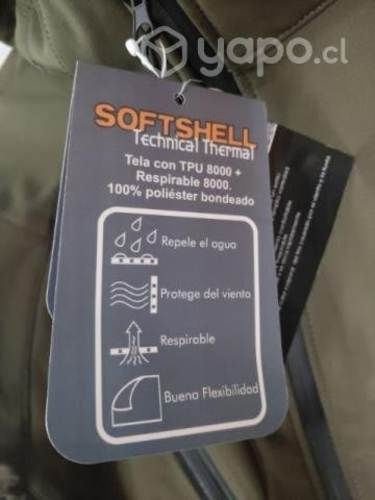 yapo.cl
SOFTSHELL
Technical Thermal
Tela con TPU 8000 +
Respirable 8000.
100% poliéster bondeado
Repele el agua
Protege del viento
Respirable
Buena Flexibilidad